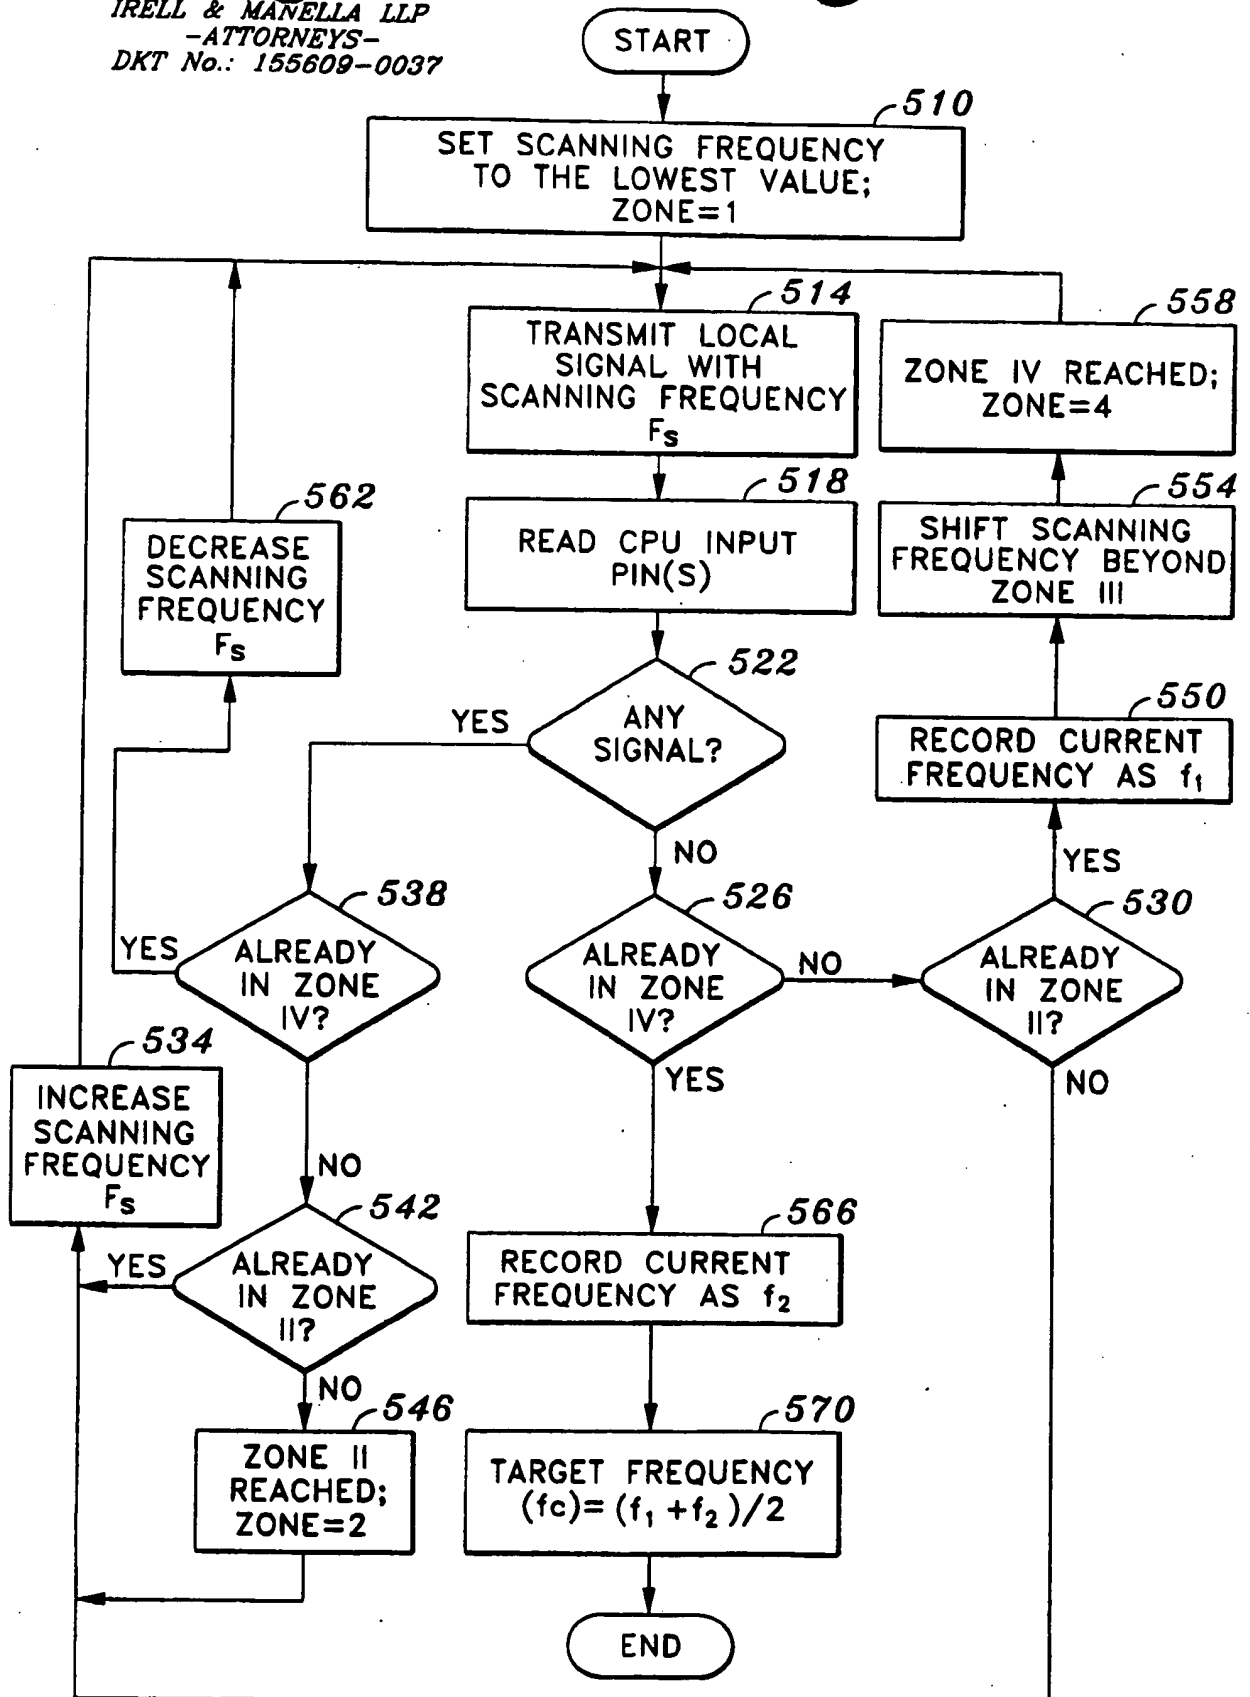 IRELL & MANELLA LLP
-ATTORNEYS-
DKT No.: 155609-0037
START
510
SET SCANNING FREQUENCY
TO THE LOWEST VALUE;
ZONE=1
514
TRANSMIT LOCAL
SIGNAL WITH
SCANNING FREQUENCY
Fs
558
ZONE IV REACHED;
ZONE=4
518
READ CPU INPUT
PIN(S)
554
SHIFT SCANNING
FREQUENCY BEYOND
ZONE III
562
DECREASE
SCANNING
FREQUENCY
Fs
522
ANY
SIGNAL?
YES
NO
550
RECORD CURRENT
FREQUENCY AS f₁
YES
538
ALREADY
IN ZONE
IV?
YES
NO
526
ALREADY
IN ZONE
IV?
NO
YES
530
ALREADY
IN ZONE
II?
NO
534
INCREASE
SCANNING
FREQUENCY
Fs
542
ALREADY
IN ZONE
II?
YES
NO
546
ZONE II
REACHED;
ZONE=2
566
RECORD CURRENT
FREQUENCY AS f₂
570
TARGET FREQUENCY
(fc)=(f₁+f₂)/2
END